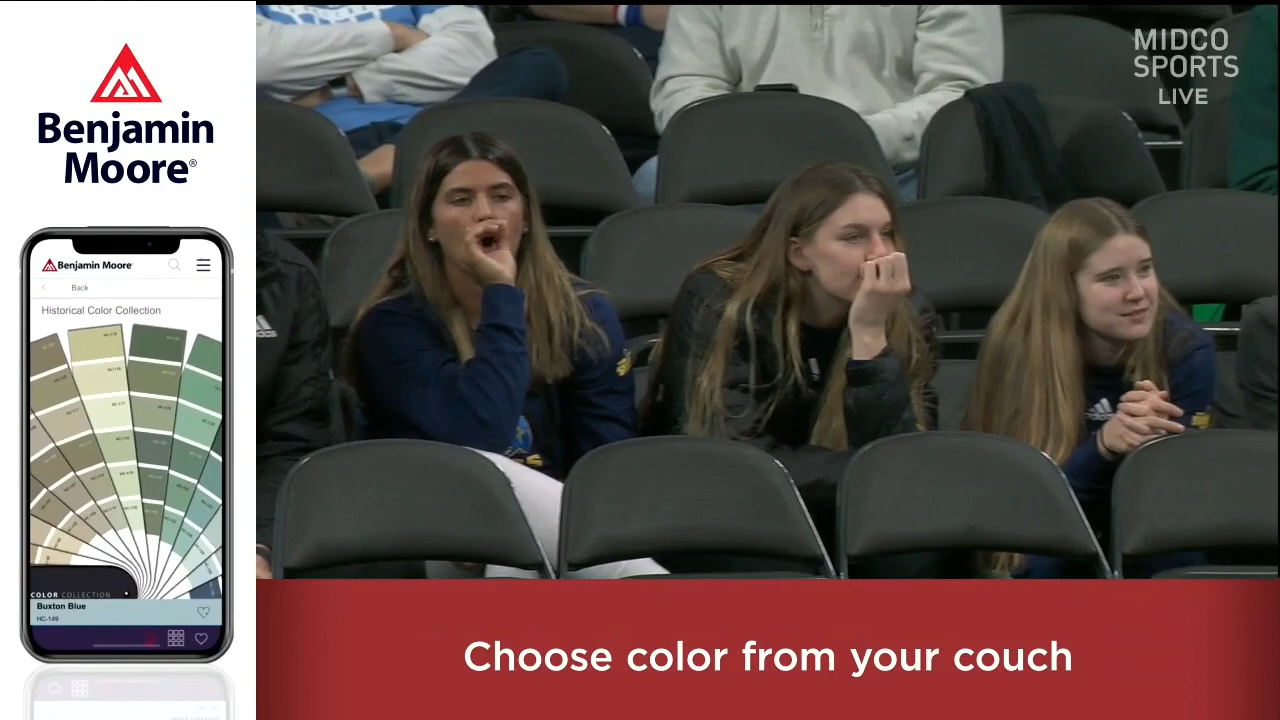 Benjamin
Moore®
Benjamin Moore
Back
Historical Color Collection
COLOR COLLECTION
Buxton Blue
HC-149
MIDCO
SPORTS
LIVE
adidas
Choose color from your couch